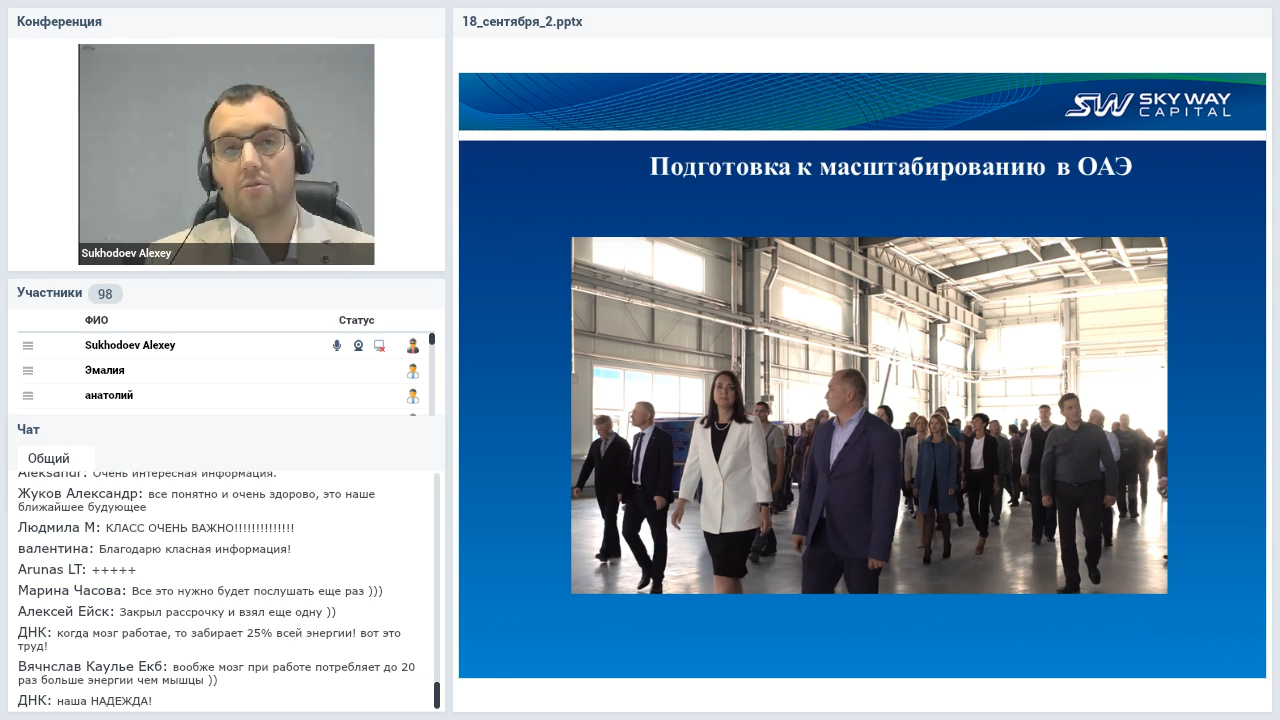 Конференция
Sukhodoev Alexey
Участники 98
ФИО Статус
Sukhodoev Alexey
Эмалия
анатолий
Чат
Общий
Aleksandr: Очень интересная информация.
Жуков Александр: все понятно и очень здорово, это наше
ближайшее будующее
Людмила М: КЛАСС ОЧЕНЬ ВАЖНО!!!!!!!!!!!!!!
валентина: Благодарю класная информация!
Arunas LT: +++++
Марина Часова: Все это нужно будет послушать еще раз )))
Алексей Ейск: Закрыл рассрочку и взял еще одну ))
ДНК: когда мозг работае, то забирает 25% всей энергии! вот это
труд!
Вячнслав Каулье Екб: вообже мозг при работе потребляет до 20
раз больше энергии чем мышцы ))
ДНК: наша НАДЕЖДА!
18_сентября_2.pptx
SW SKY WAY
CAPITAL
Подготовка к масштабированию в ОАЭ